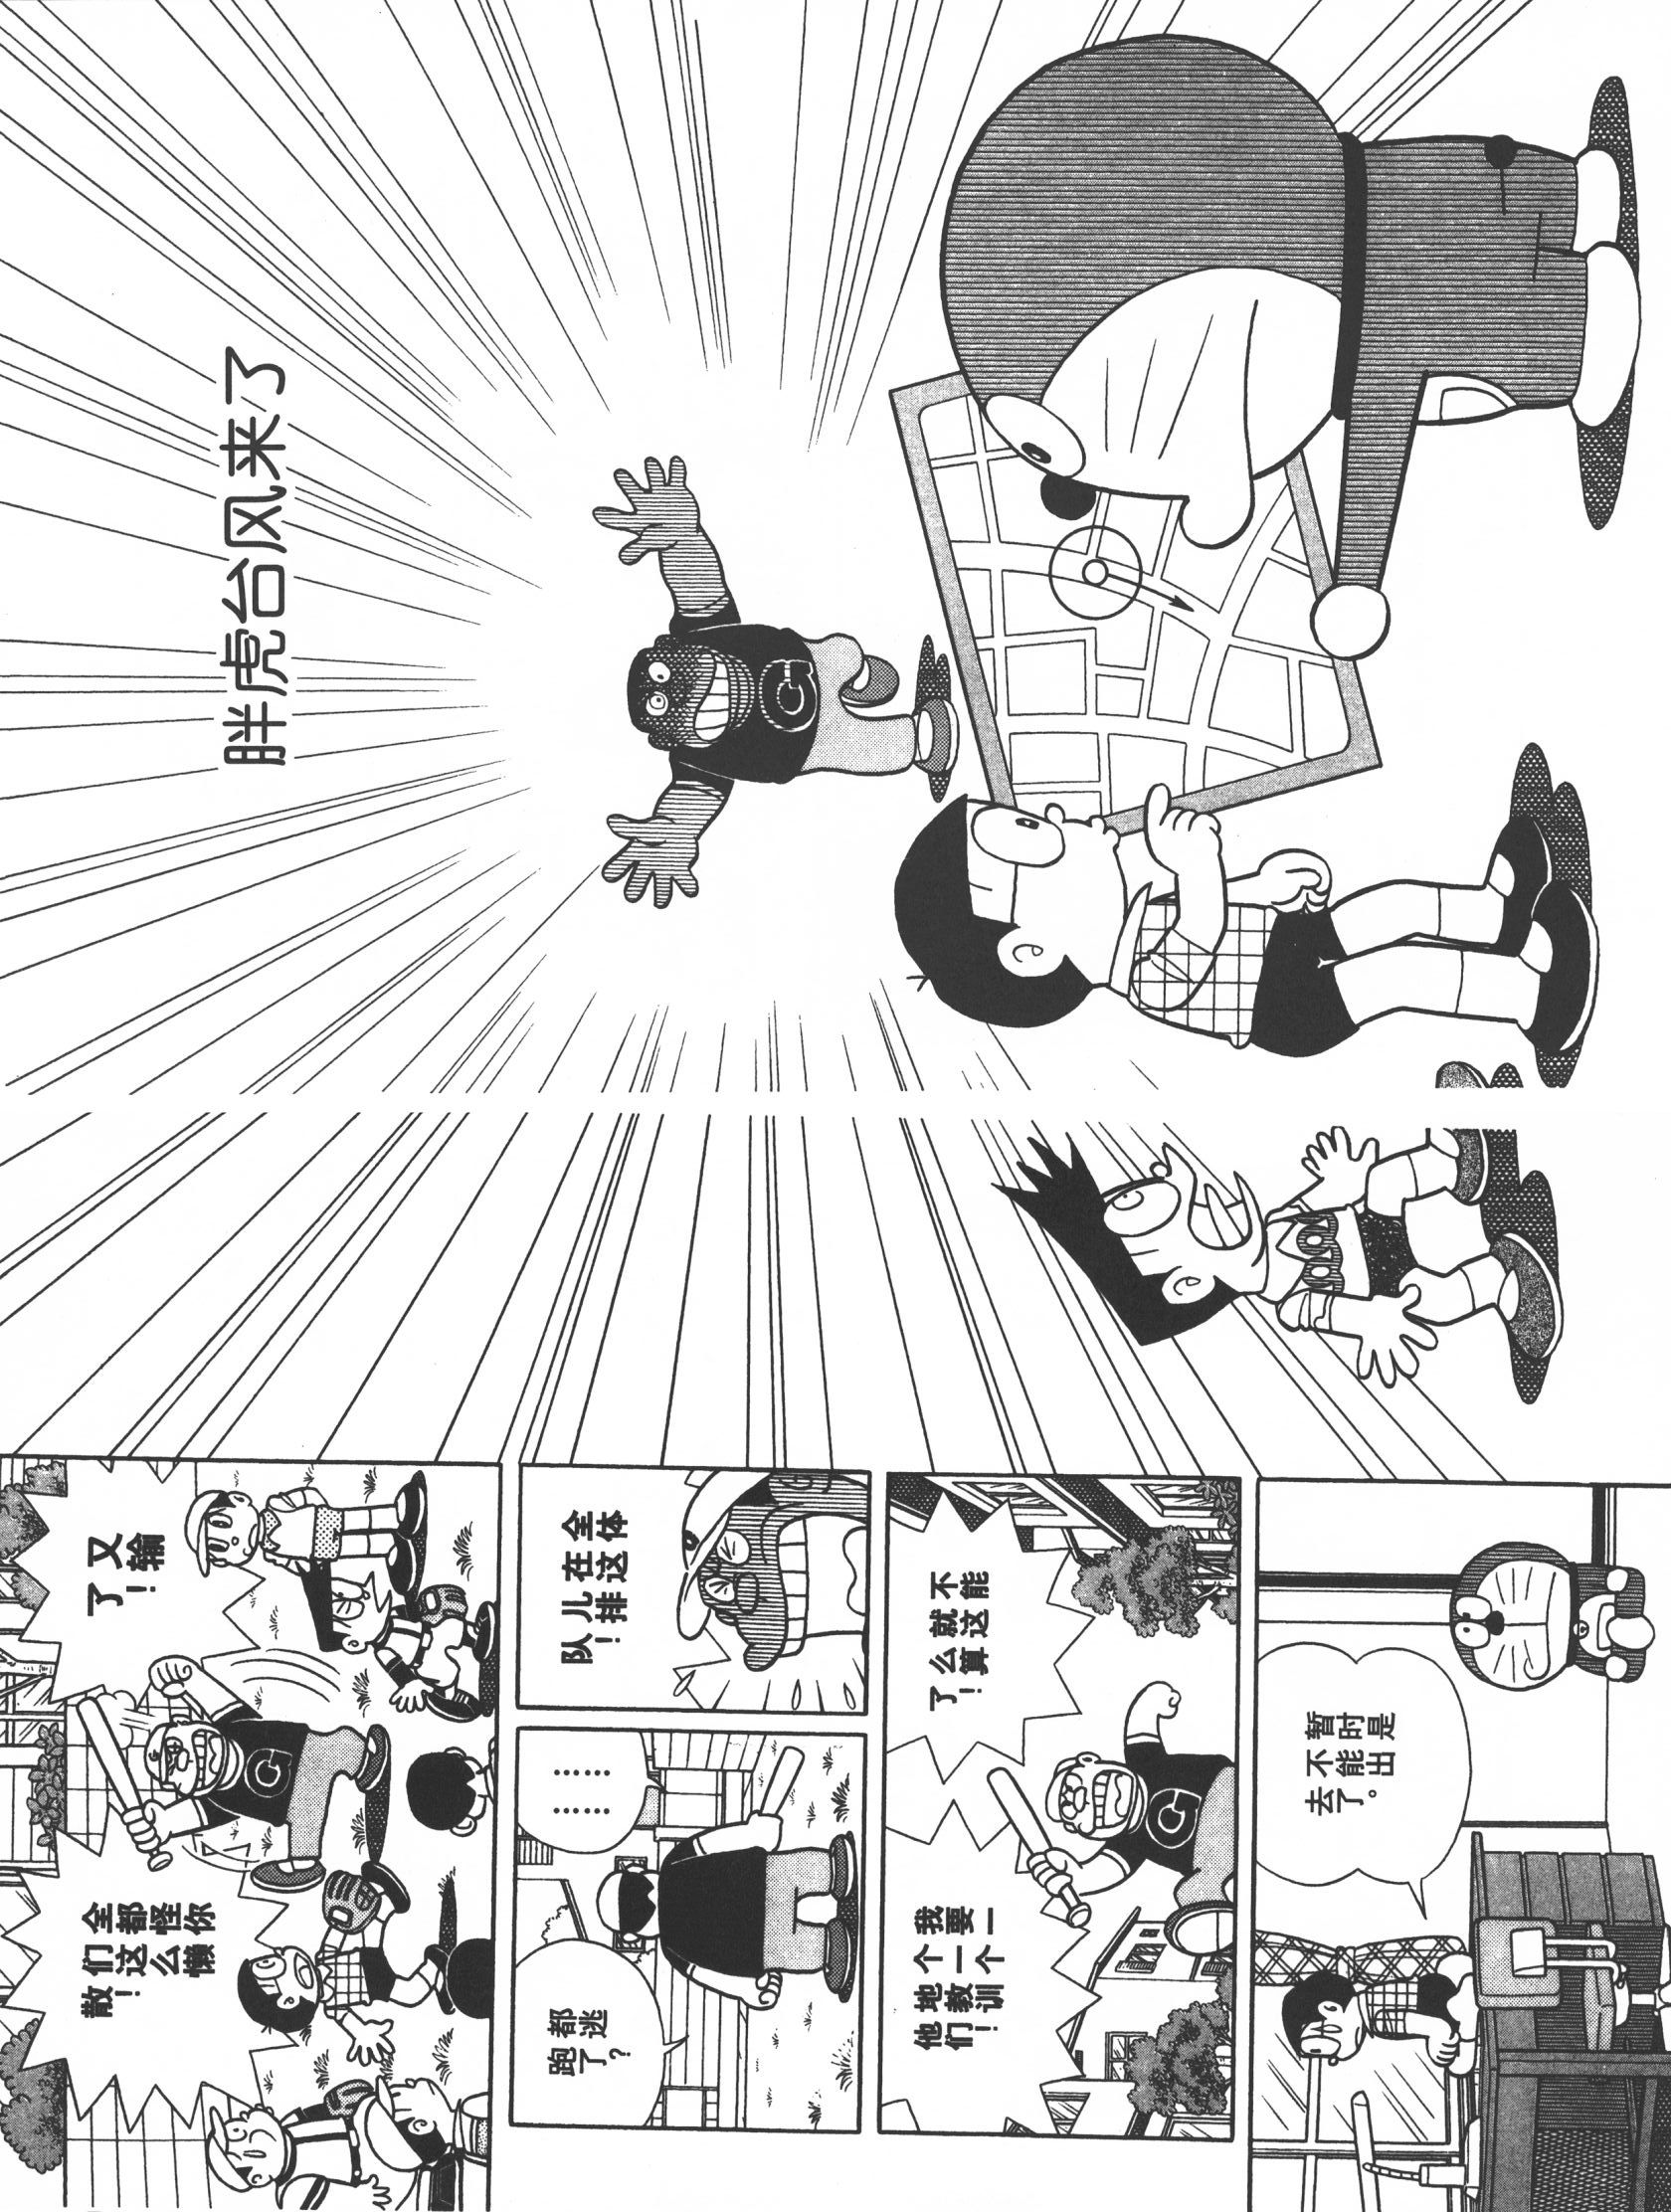 胖虎台风来了
又输
了！
全都怪你
们这么懒
散！
全体
在这
儿排
队！
……
……
都逃
跑了？
不能
就这
么算
了！
我要一
个一个
地教训
他们！
暂时是
不能出
去了。
G
G
G